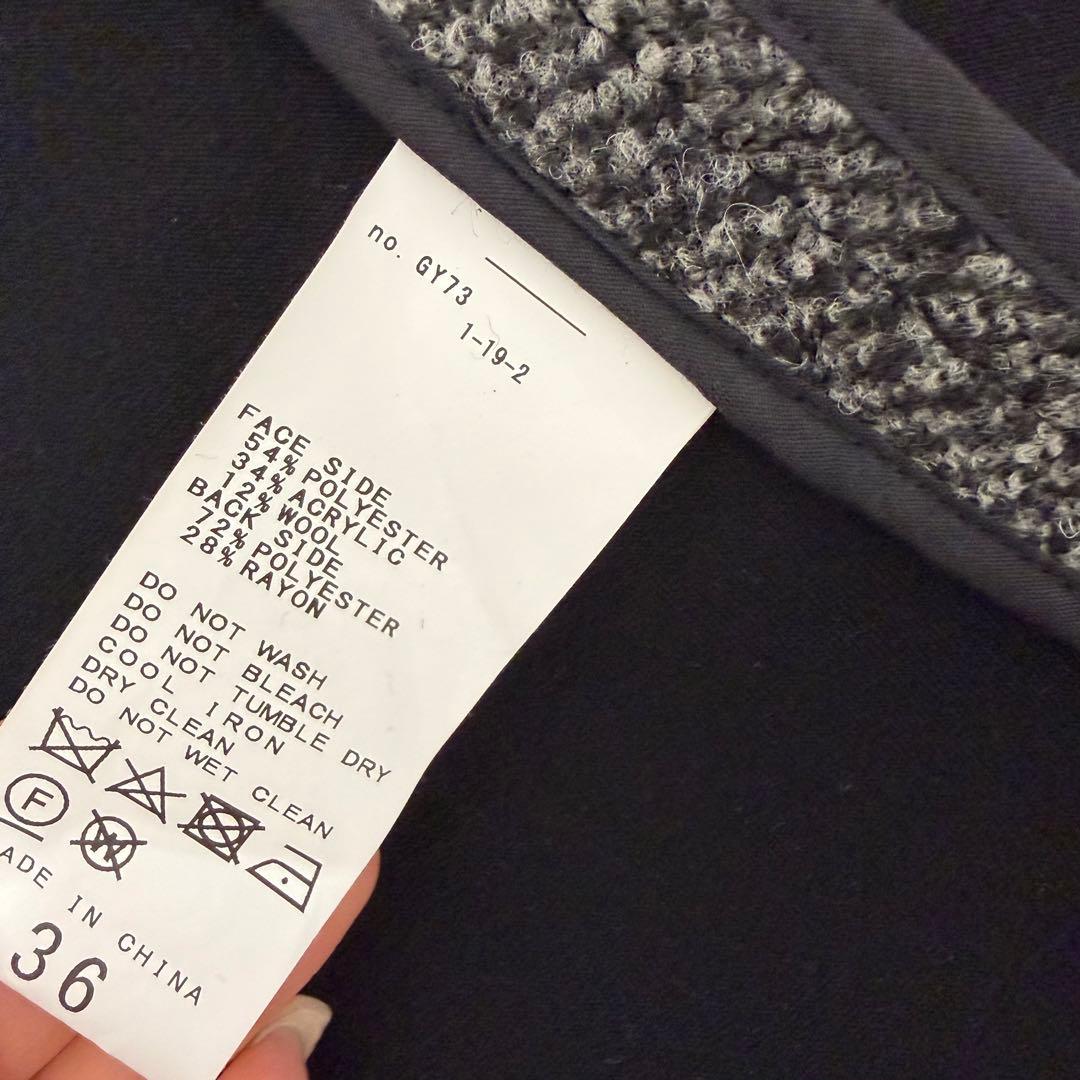 no. GY73
1-19-2
FACE SIDE
54% POLYESTER
34% ACRYLIC
12% WOOL
BACK SIDE
72% POLYESTER
28% RAYON
DO NOT WASH
DO NOT BLEACH
DO NOT TUMBLE DRY
COOL IRON
DRY CLEAN
DO NOT WET CLEAN
F
W
ADE IN CHINA
36